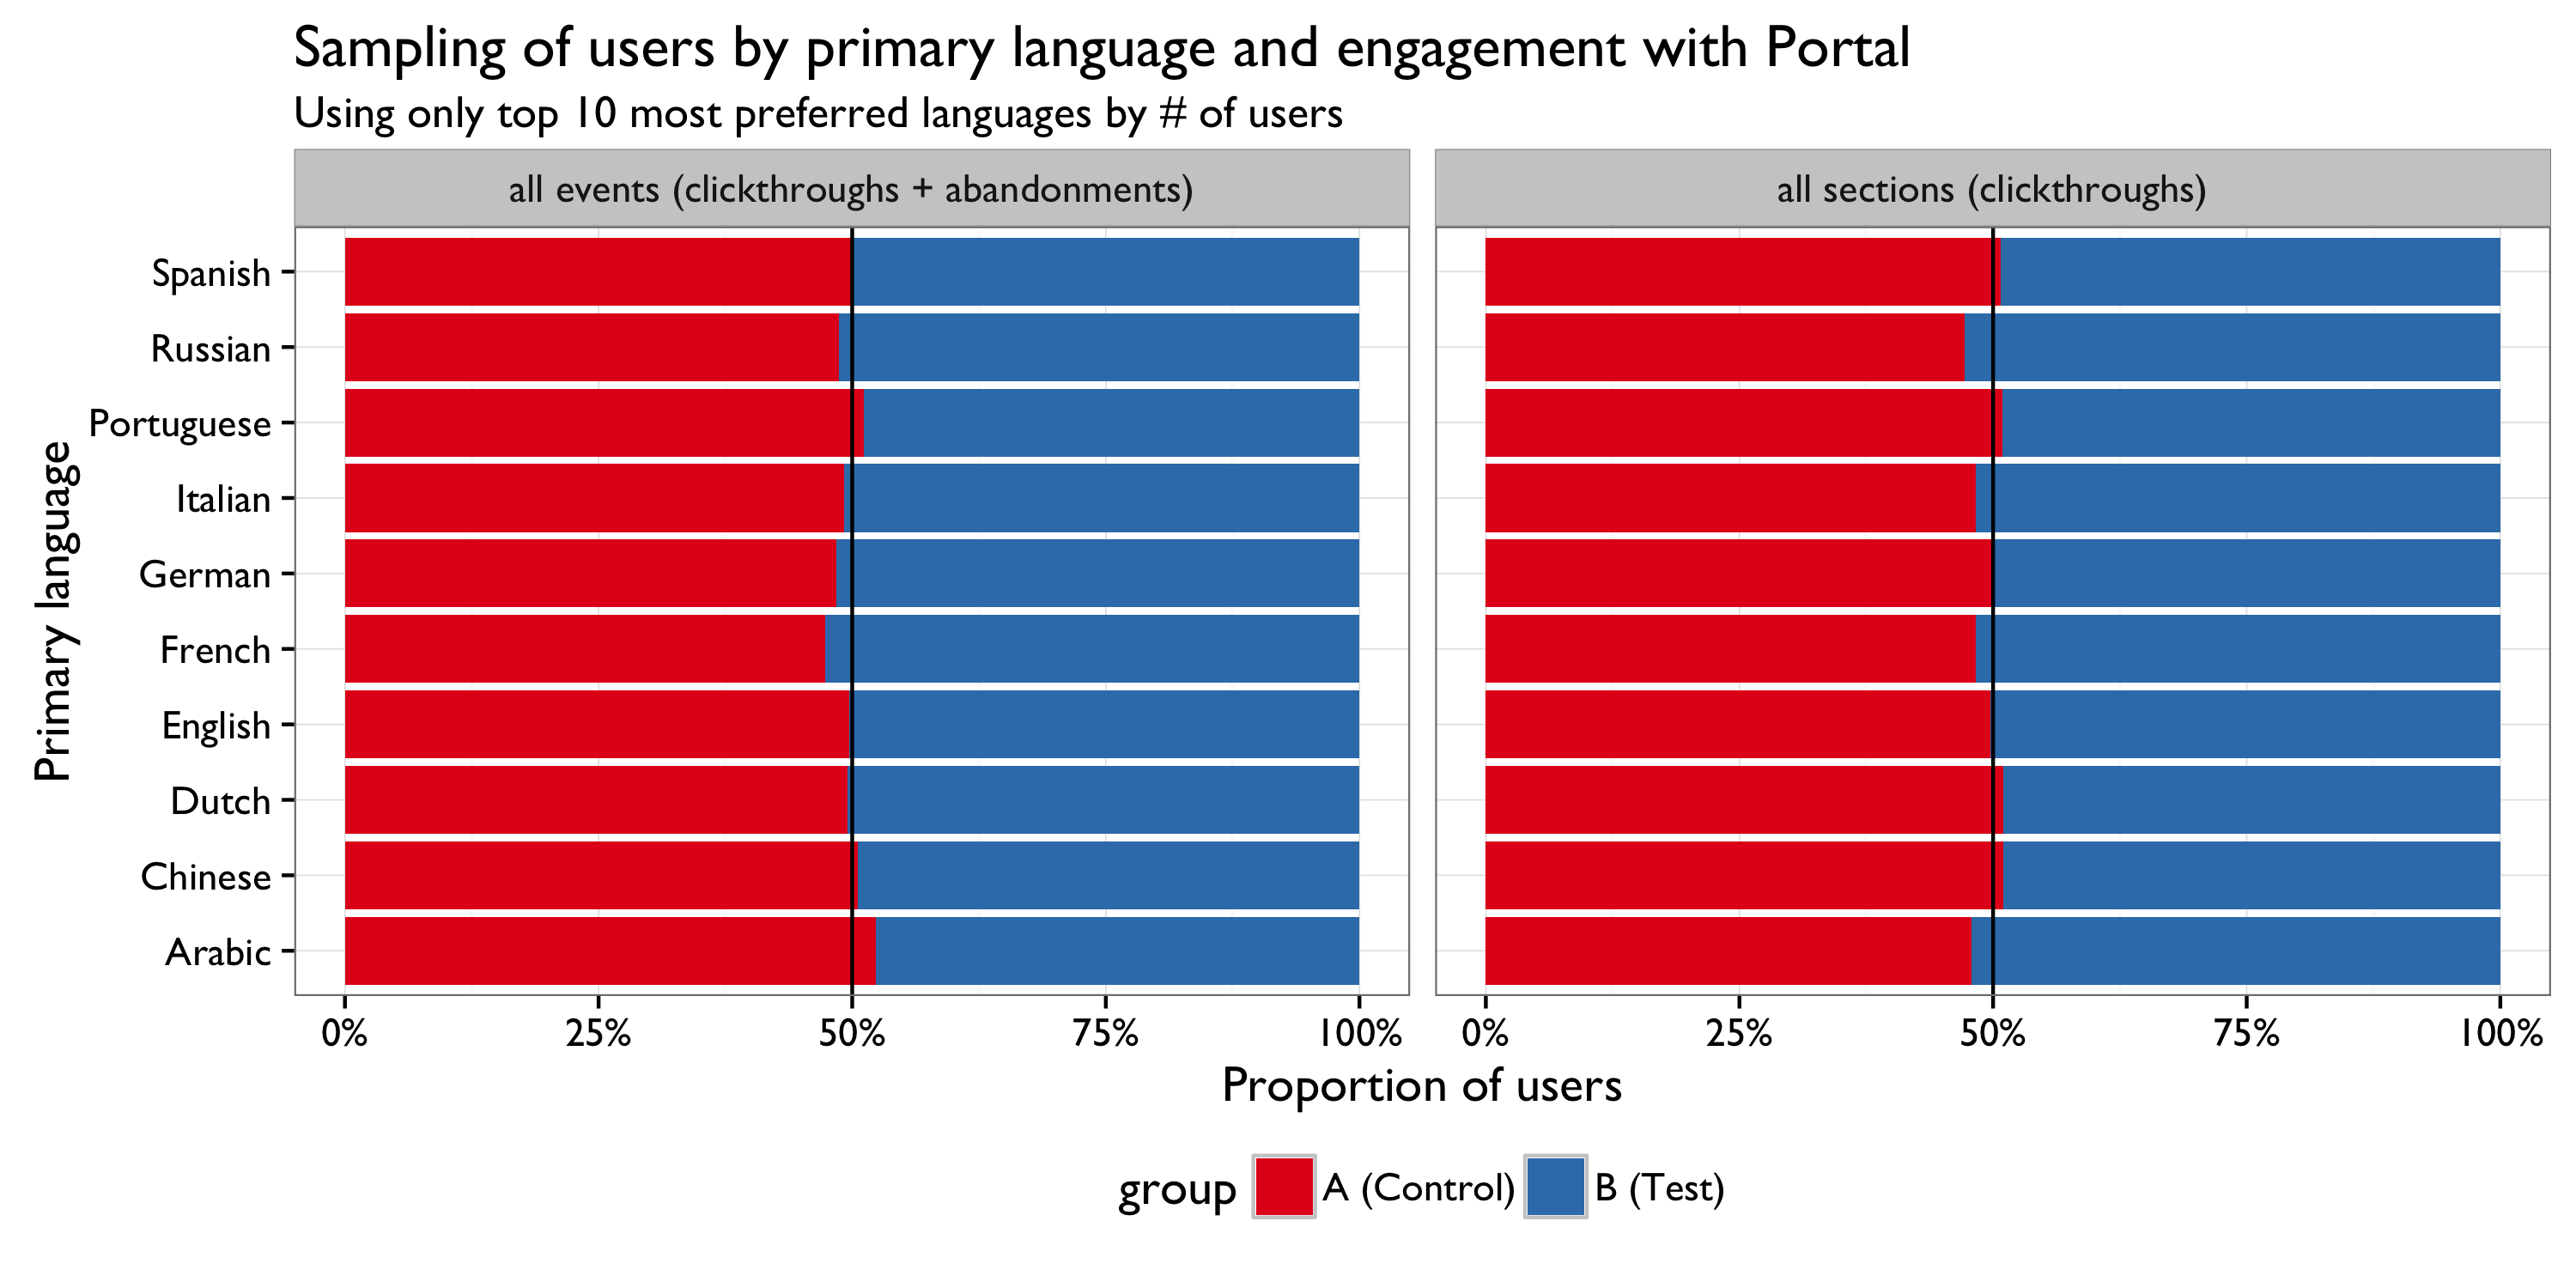 Sampling of users by primary language and engagement with Portal
Using only top 10 most preferred languages by # of users
all events (clickthroughs + abandonments)
all sections (clickthroughs)
Primary language
Spanish
Russian
Portuguese
Italian
German
French
English
Dutch
Chinese
Arabic
0% 25% 50% 75% 100%
0% 25% 50% 75% 100%
Proportion of users
group A (Control) B (Test)